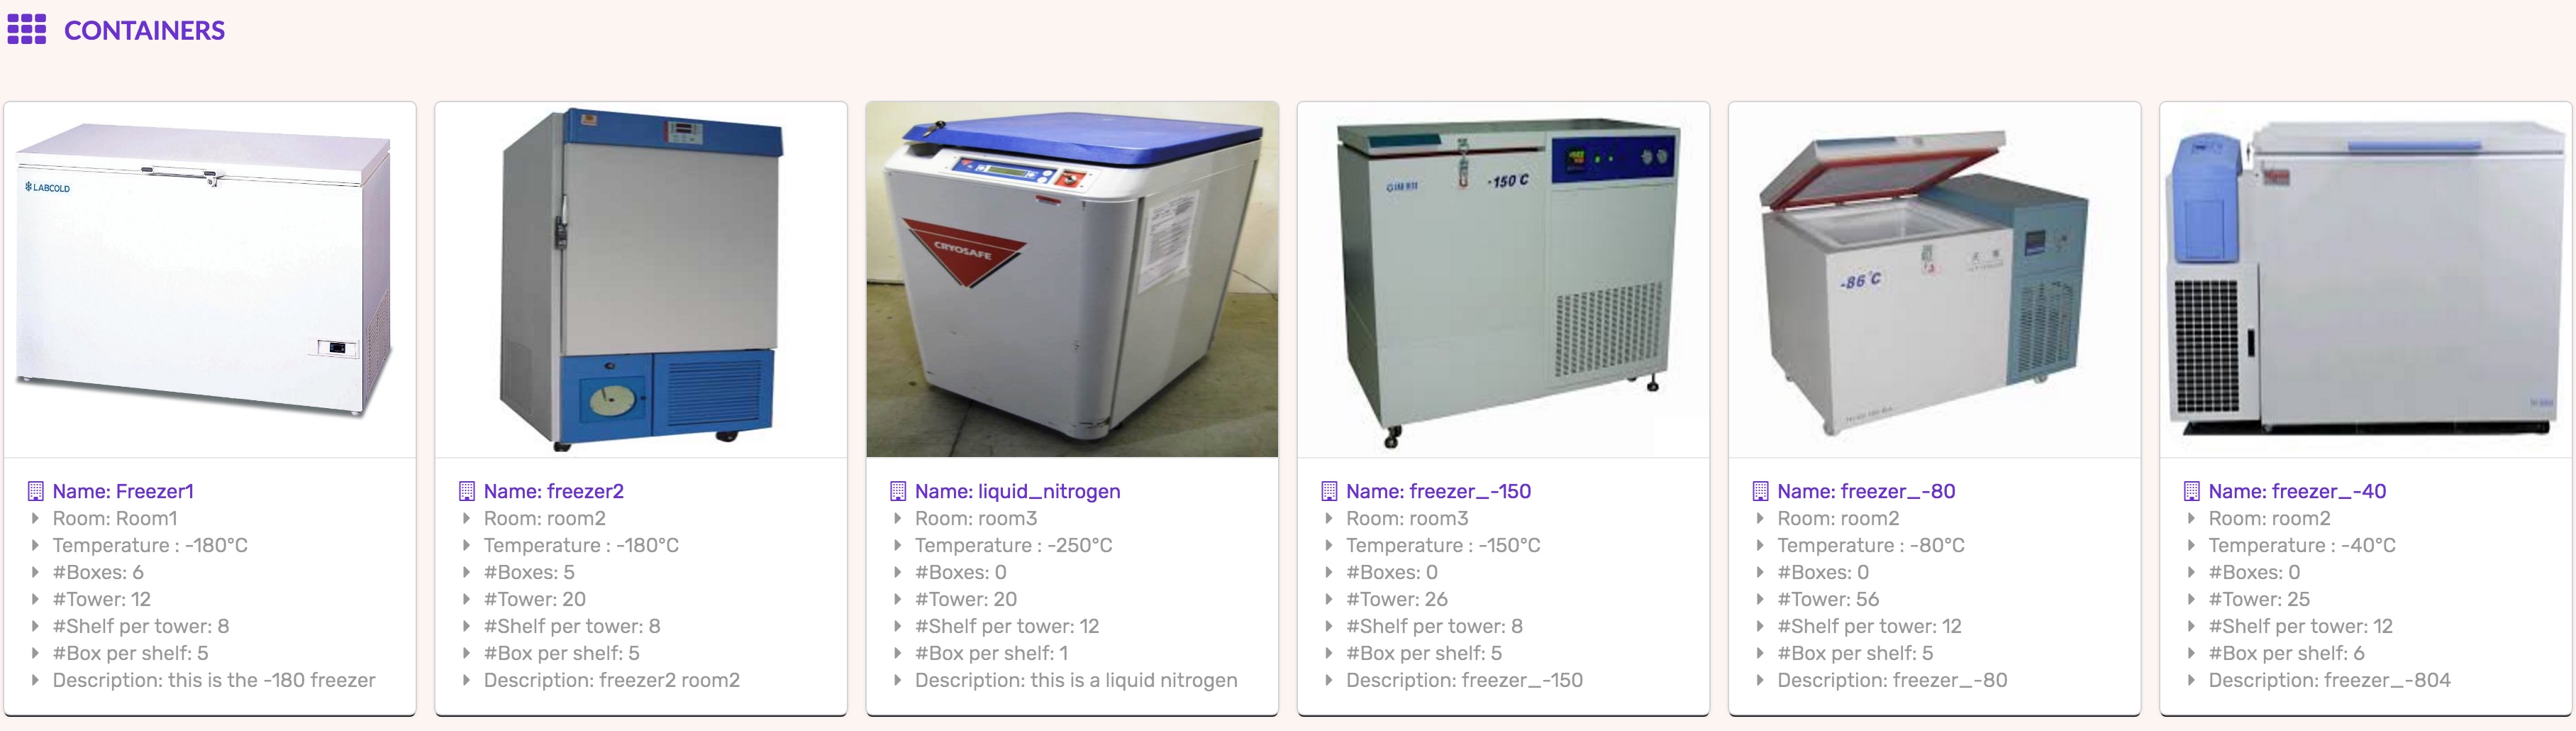 CONTAINERS
LABCOLD
CRYOSAFE
-150°C
-86°C
Name: Freezer1
Room: Room1
Temperature : -180°C
#Boxes: 6
#Tower: 12
#Shelf per tower: 8
#Box per shelf: 5
Description: this is the -180 freezer
Name: freezer2
Room: room2
Temperature : -180°C
#Boxes: 5
#Tower: 20
#Shelf per tower: 8
#Box per shelf: 5
Description: freezer2 room2
Name: liquid_nitrogen
Room: room3
Temperature : -250°C
#Boxes: 0
#Tower: 20
#Shelf per tower: 12
#Box per shelf: 1
Description: this is a liquid nitrogen
Name: freezer_-150
Room: room3
Temperature : -150°C
#Boxes: 0
#Tower: 26
#Shelf per tower: 8
#Box per shelf: 5
Description: freezer_-150
Name: freezer_-80
Room: room2
Temperature : -80°C
#Boxes: 0
#Tower: 56
#Shelf per tower: 12
#Box per shelf: 5
Description: freezer_-80
Name: freezer_-40
Room: room2
Temperature : -40°C
#Boxes: 0
#Tower: 25
#Shelf per tower: 12
#Box per shelf: 6
Description: freezer_-804